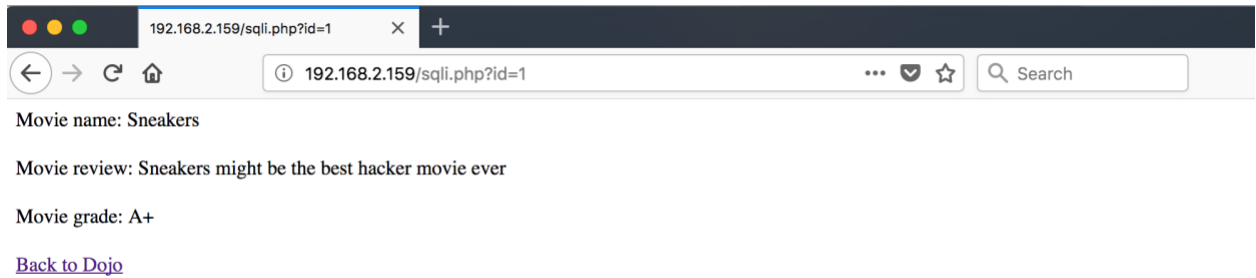 192.168.2.159/sqli.php?id=1
192.168.2.159/sqli.php?id=1
Search
Movie name: Sneakers
Movie review: Sneakers might be the best hacker movie ever
Movie grade: A+
Back to Dojo